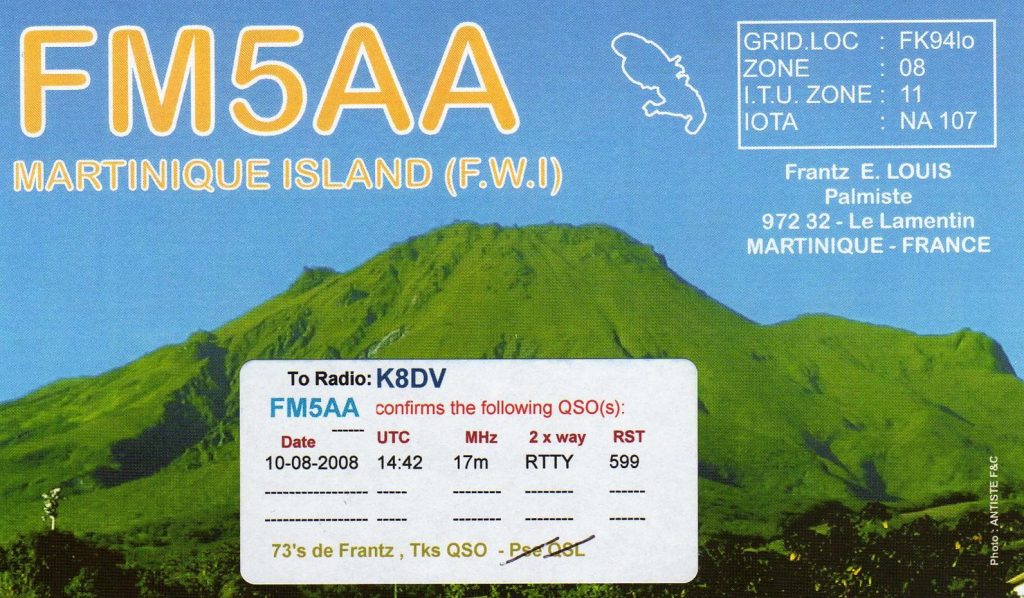 FM5AA
MARTINIQUE ISLAND (F.W.I)
GRID.LOC : FK94lo
ZONE : 08
I.T.U. ZONE : 11
IOTA : NA 107
Frantz E. LOUIS
Palmiste
972 32 - Le Lamentin
MARTINIQUE - FRANCE
To Radio: K8DV
FM5AA confirms the following QSO(s):
Date UTC MHz 2 x way RST
10-08-2008 14:42 17m RTTY 599
73's de Frantz , Tks QSO - Pse QSL
Photo - ANTISTE F&C